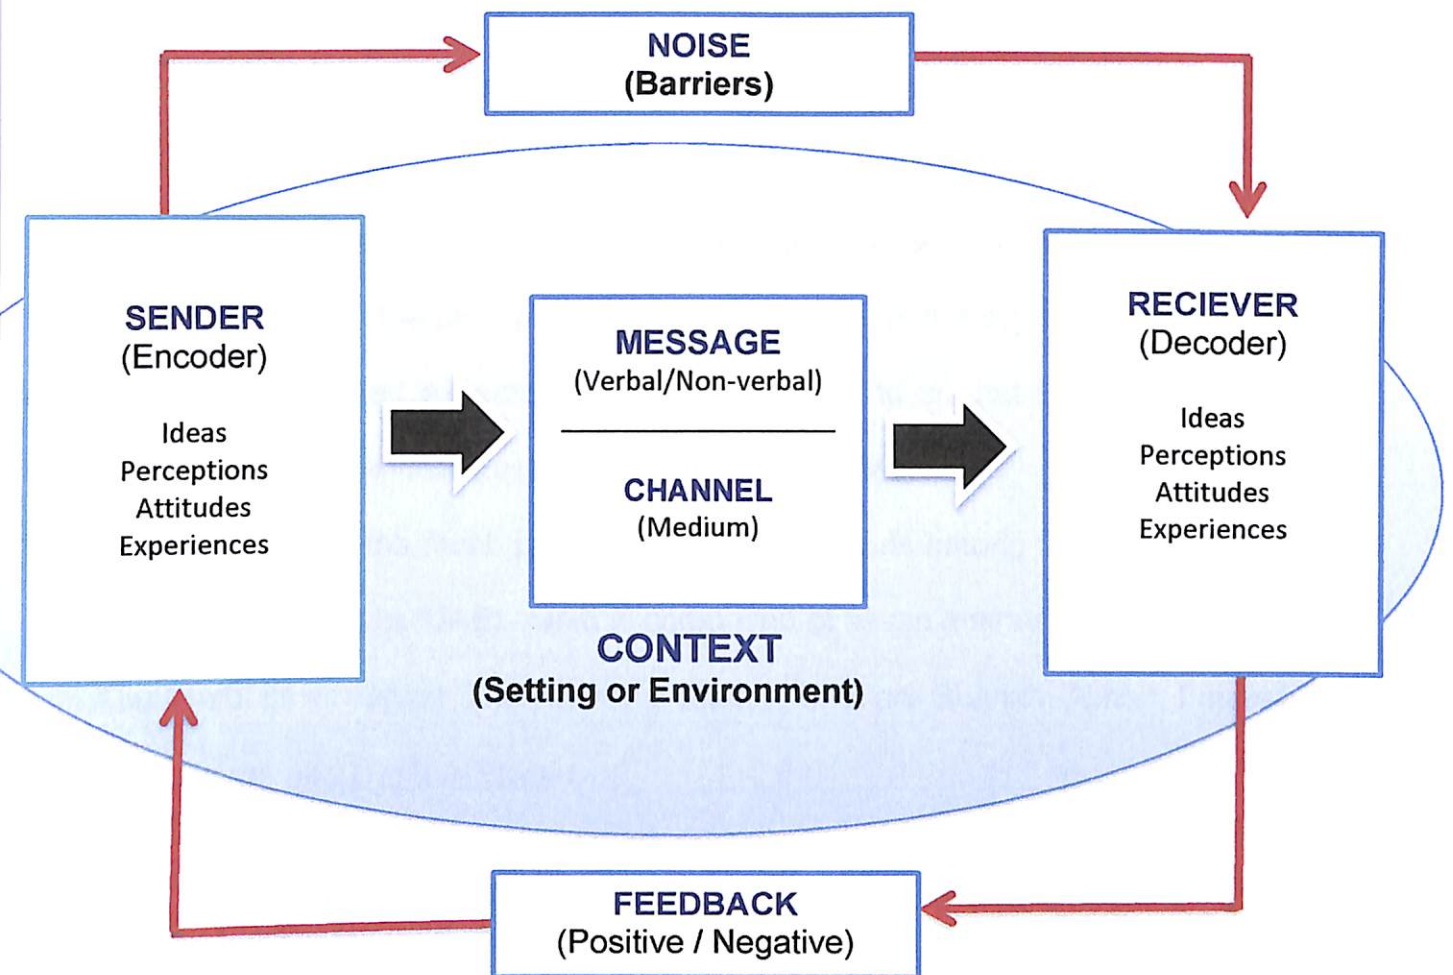 NOISE
(Barriers)
SENDER
(Encoder)
Ideas
Perceptions
Attitudes
Experiences
MESSAGE
(Verbal/Non-verbal)
CHANNEL
(Medium)
RECIEVER
(Decoder)
Ideas
Perceptions
Attitudes
Experiences
CONTEXT
(Setting or Environment)
FEEDBACK
(Positive / Negative)